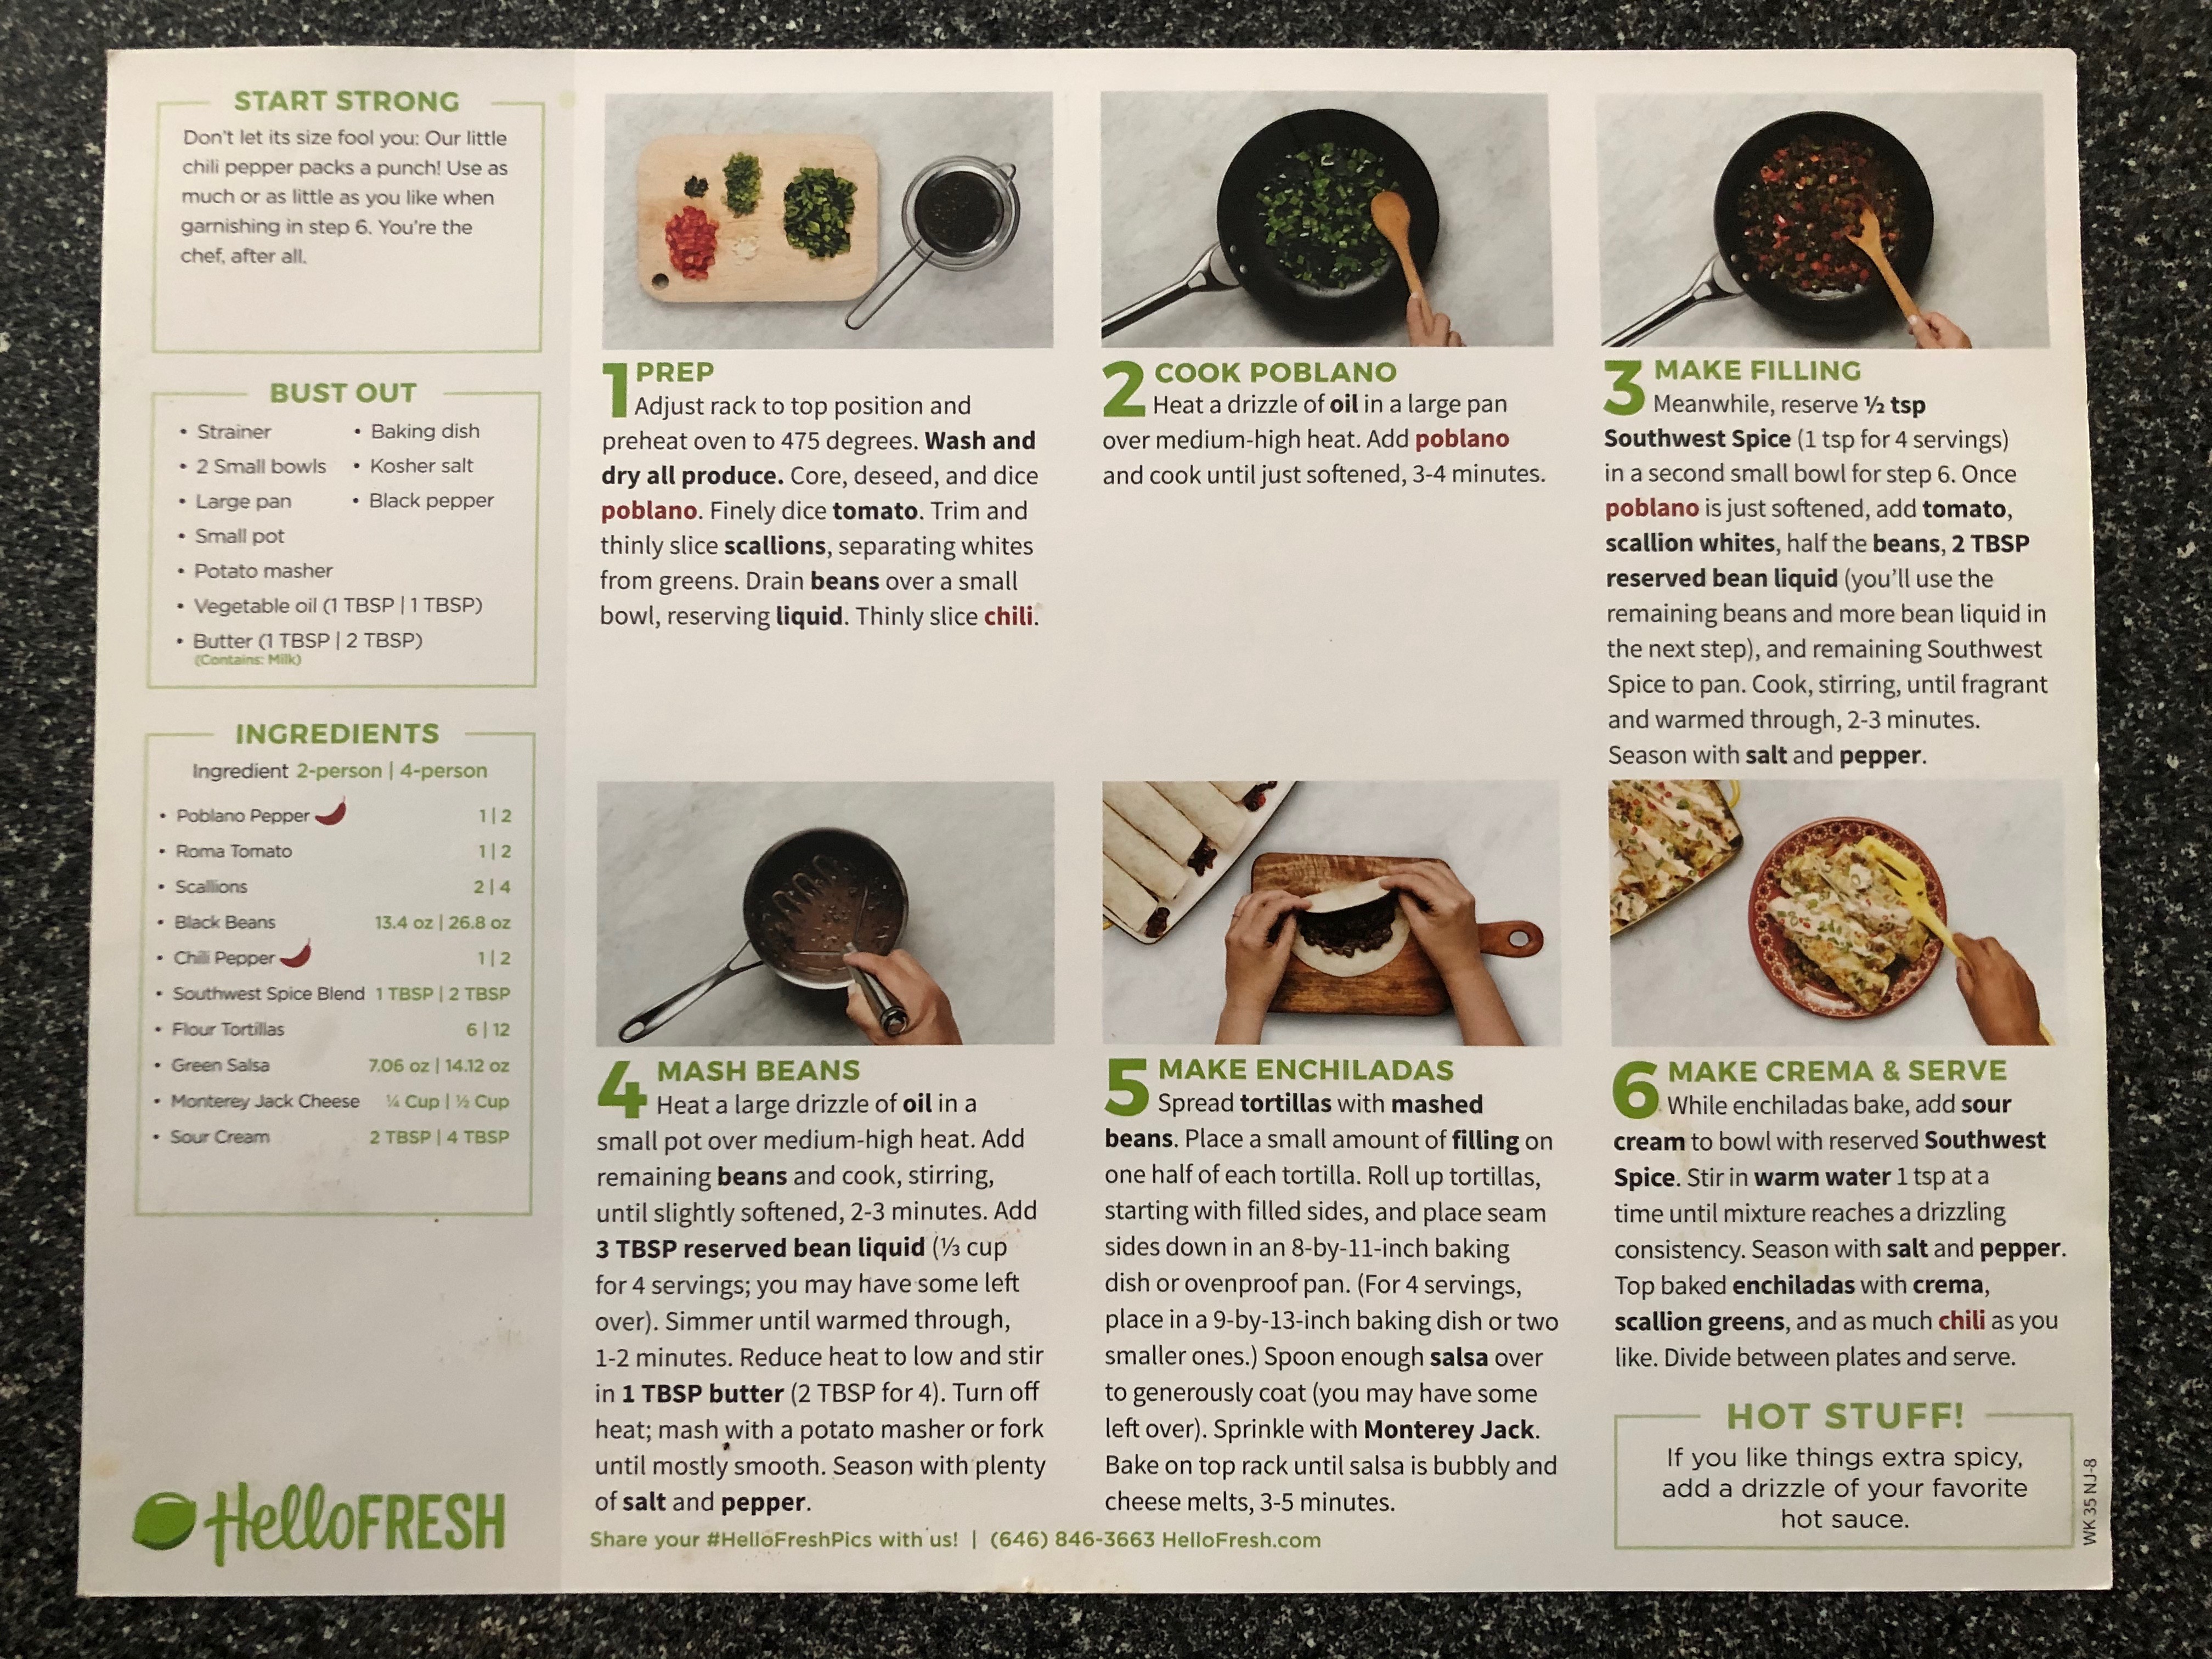 START STRONG
Don't let its size fool you: Our little
chili pepper packs a punch! Use as
much or as little as you like when
garnishing in step 6. You're the
chef, after all.
BUST OUT
• Strainer
• 2 Small bowls
• Large pan
• Small pot
• Potato masher
• Baking dish
• Kosher salt
• Black pepper
• Vegetable oil (1 TBSP | 1 TBSP)
• Butter (1 TBSP | 2 TBSP)
(Contains: Milk)
INGREDIENTS
Ingredient 2-person | 4-person
• Poblano Pepper 1 | 2
• Roma Tomato 1 | 2
• Scallions 2 | 4
• Black Beans 13.4 oz | 26.8 oz
• Chili Pepper 1 | 2
• Southwest Spice Blend 1 TBSP | 2 TBSP
• Flour Tortillas 6 | 12
• Green Salsa 7.06 oz | 14.12 oz
• Monterey Jack Cheese ¼ Cup | ½ Cup
• Sour Cream 2 TBSP | 4 TBSP
HelloFRESH
1 PREP
Adjust rack to top position and
preheat oven to 475 degrees. Wash and
dry all produce. Core, deseed, and dice
poblano. Finely dice tomato. Trim and
thinly slice scallions, separating whites
from greens. Drain beans over a small
bowl, reserving liquid. Thinly slice chili.
2 COOK POBLANO
Heat a drizzle of oil in a large pan
over medium-high heat. Add poblano
and cook until just softened, 3-4 minutes.
3 MAKE FILLING
Meanwhile, reserve ½ tsp
Southwest Spice (1 tsp for 4 servings)
in a second small bowl for step 6. Once
poblano is just softened, add tomato,
scallion whites, half the beans, 2 TBSP
reserved bean liquid (you'll use the
remaining beans and more bean liquid in
the next step), and remaining Southwest
Spice to pan. Cook, stirring, until fragrant
and warmed through, 2-3 minutes.
Season with salt and pepper.
4 MASH BEANS
Heat a large drizzle of oil in a
small pot over medium-high heat. Add
remaining beans and cook, stirring,
until slightly softened, 2-3 minutes. Add
3 TBSP reserved bean liquid (⅓ cup
for 4 servings; you may have some left
over). Simmer until warmed through,
1-2 minutes. Reduce heat to low and stir
in 1 TBSP butter (2 TBSP for 4). Turn off
heat; mash with a potato masher or fork
until mostly smooth. Season with plenty
of salt and pepper.
5 MAKE ENCHILADAS
Spread tortillas with mashed
beans. Place a small amount of filling on
one half of each tortilla. Roll up tortillas,
starting with filled sides, and place seam
sides down in an 8-by-11-inch baking
dish or ovenproof pan. (For 4 servings,
place in a 9-by-13-inch baking dish or two
smaller ones.) Spoon enough salsa over
to generously coat (you may have some
left over). Sprinkle with Monterey Jack.
Bake on top rack until salsa is bubbly and
cheese melts, 3-5 minutes.
6 MAKE CREMA & SERVE
While enchiladas bake, add sour
cream to bowl with reserved Southwest
Spice. Stir in warm water 1 tsp at a
time until mixture reaches a drizzling
consistency. Season with salt and pepper.
Top baked enchiladas with crema,
scallion greens, and as much chili as you
like. Divide between plates and serve.
HOT STUFF!
If you like things extra spicy,
add a drizzle of your favorite
hot sauce.
WK 35 NJ-8
Share your #HelloFreshPics with us! | (646) 846-3663 HelloFresh.com